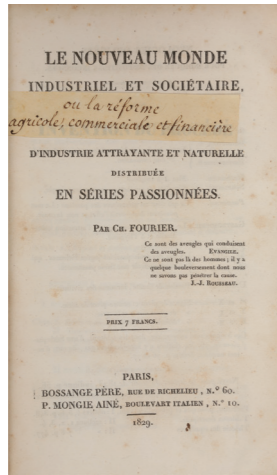 LE NOUVEAU MONDE
INDUSTRIEL ET SOCIÉTAIRE,
ou la réforme
agricole, commerciale et financière
D'INDUSTRIE ATTRAYANTE ET NATURELLE
DISTRIBUÉE
EN SÉRIES PASSIONNÉES.
PAR CH. FOURIER.
Ce sont des aveugles qui conduisent
des aveugles. ÉVANGILE.
Ce ne sont pas là des hommes; il y a
quelque bouleversement dont nous
ne savons pas pénétrer la cause.
J.-J. ROUSSEAU.
PRIX 7 FRANCS.
PARIS,
BOSSANGE PÈRE, RUE DE RICHELIEU, N.º 60.
P. MONGIE AINÉ, BOULEVART ITALIEN, N.º 10.
1829.